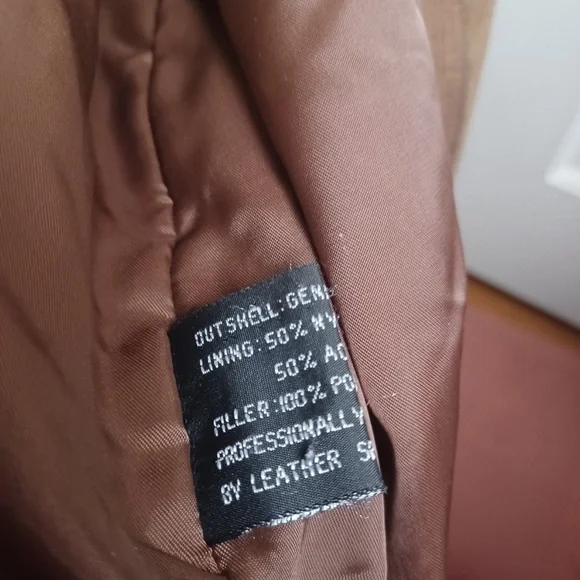 OUTSHELL: GEN
LINING: 50% NY
50% AC
FILLER: 100% PO
PROFESSIONALLY
BY LEATHER S